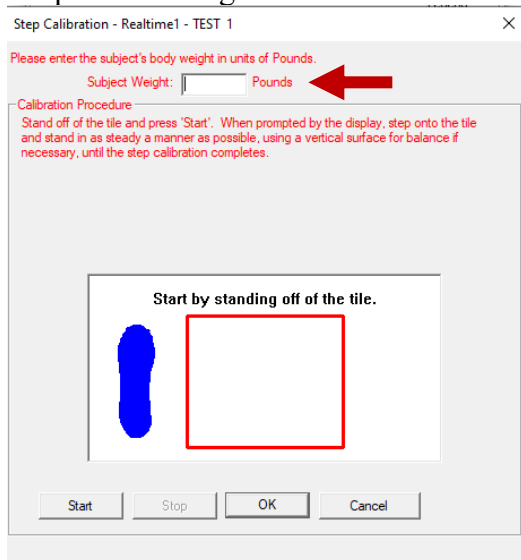 Step Calibration - Realtime1 - TEST 1
Please enter the subject's body weight in units of Pounds.
Subject Weight: Pounds
Calibration Procedure
Stand off of the tile and press 'Start'. When prompted by the display, step onto the tile
and stand in as steady a manner as possible, using a vertical surface for balance if
necessary, until the step calibration completes.
Start by standing off of the tile.
Start Stop OK Cancel